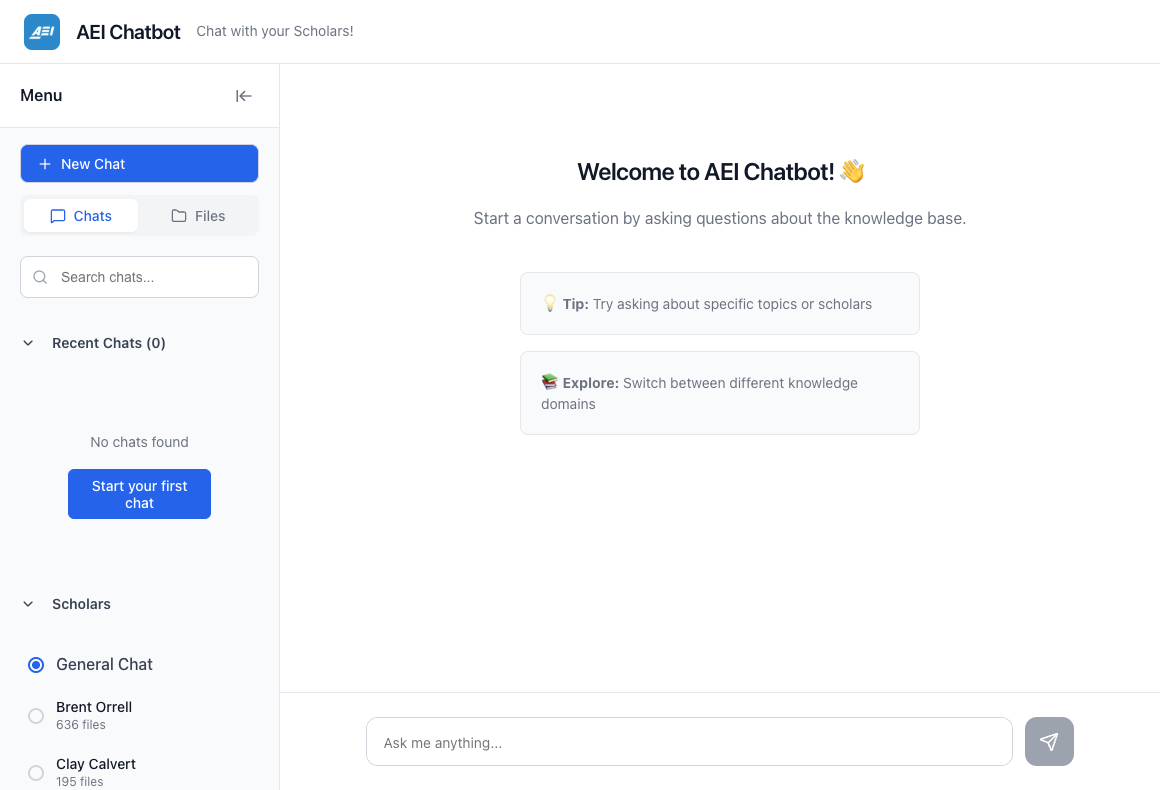 AEI
AEI Chatbot
Chat with your Scholars!
Menu
New Chat
Chats
Files
Search chats...
Recent Chats (0)
No chats found
Start your first
chat
Scholars
General Chat
Brent Orrell
636 files
Clay Calvert
195 files
Welcome to AEI Chatbot! 👋
Start a conversation by asking questions about the knowledge base.
💡 Tip: Try asking about specific topics or scholars
📚 Explore: Switch between different knowledge
domains
Ask me anything...